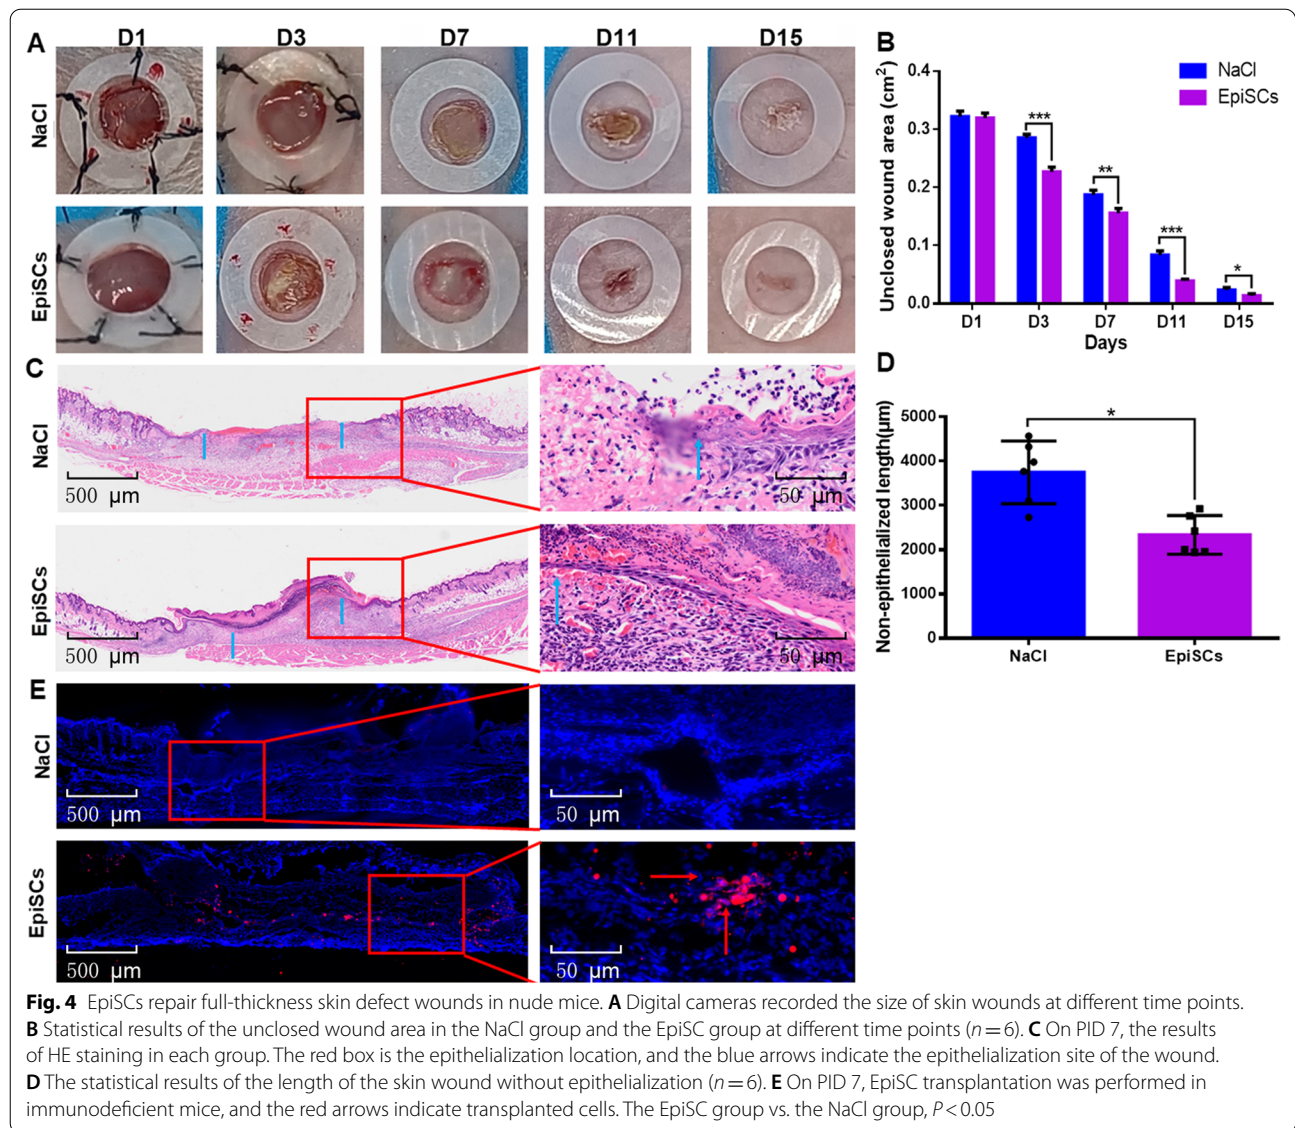 A
D1 D3 D7 D11 D15
NaCl
EpiSCs
B
Unclosed wound area (cm²)
0.4
0.3
0.2
0.1
0.0
NaCl
EpiSCs
***
**
***
*
D1 D3 D7 D11 D15
Days
C
NaCl
500 μm
50 μm
EpiSCs
500 μm
50 μm
D
Non-epithelialized length(μm)
5000
4000
3000
2000
1000
0
*
NaCl EpiSCs
E
NaCl
500 μm
50 μm
EpiSCs
500 μm
50 μm
Fig. 4 EpiSCs repair full-thickness skin defect wounds in nude mice. A Digital cameras recorded the size of skin wounds at different time points.
B Statistical results of the unclosed wound area in the NaCl group and the EpiSC group at different time points (n = 6). C On PID 7, the results
of HE staining in each group. The red box is the epithelialization location, and the blue arrows indicate the epithelialization site of the wound.
D The statistical results of the length of the skin wound without epithelialization (n = 6). E On PID 7, EpiSC transplantation was performed in
immunodeficient mice, and the red arrows indicate transplanted cells. The EpiSC group vs. the NaCl group, P < 0.05